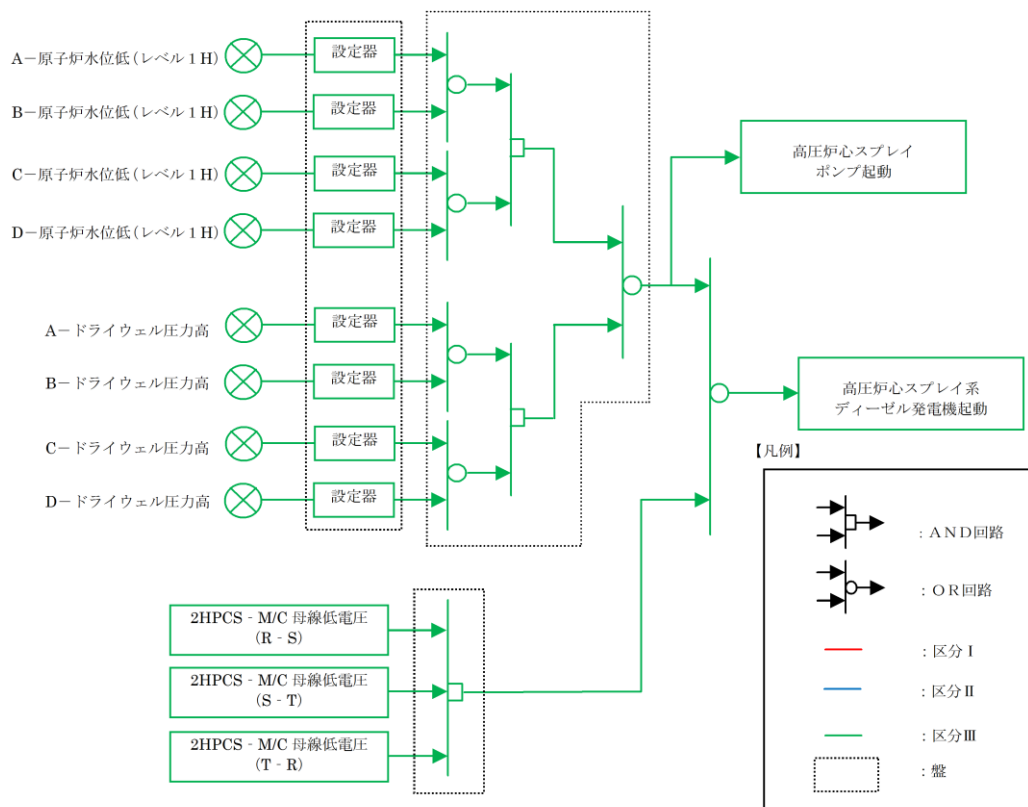 A-原子炉水位低(レベル1H)
設定器
B-原子炉水位低(レベル1H)
設定器
C-原子炉水位低(レベル1H)
設定器
D-原子炉水位低(レベル1H)
設定器
A-ドライウェル圧力高
設定器
B-ドライウェル圧力高
設定器
C-ドライウェル圧力高
設定器
D-ドライウェル圧力高
設定器
2HPCS - M/C 母線低電圧
(R - S)
2HPCS - M/C 母線低電圧
(S - T)
2HPCS - M/C 母線低電圧
(T - R)
高圧炉心スプレイ
ポンプ起動
高圧炉心スプレイ系
ディーゼル発電機起動
【凡例】
:AND回路
:OR回路
:区分Ⅰ
:区分Ⅱ
:区分Ⅲ
:盤